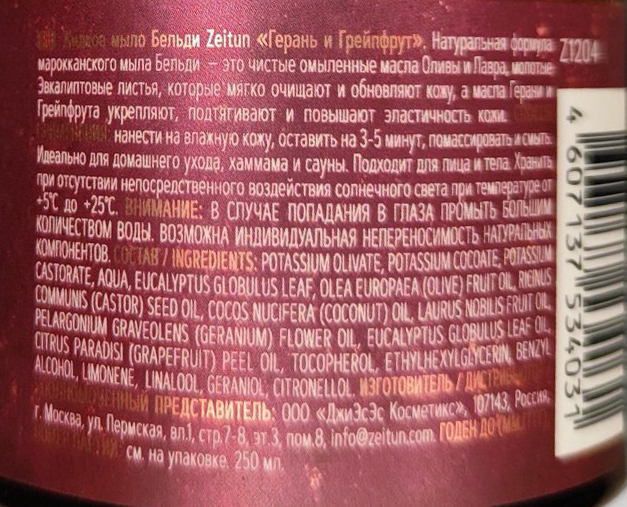 Жидкое мыло Бельди Zeitun «Герань и Грейпфрут». Натуральная формула Z1204
марокканского мыла Бельди – это чистые омыленные масла Оливы и Лавра, молотые
Эвкалиптовые листья, которые мягко очищают и обновляют кожу, а масла Герани и
Грейпфрута укрепляют, подтягивают и повышают эластичность кожи.
нанести на влажную кожу, оставить на 3-5 минут, помассировать и смыть.
Идеально для домашнего ухода, хаммама и сауны. Подходит для лица и тела. Хранить
при отсутствии непосредственного воздействия солнечного света при температуре от
+5°C до +25°C. ВНИМАНИЕ: В СЛУЧАЕ ПОПАДАНИЯ В ГЛАЗА ПРОМЫТЬ БОЛЬШИМ
КОЛИЧЕСТВОМ ВОДЫ. ВОЗМОЖНА ИНДИВИДУАЛЬНАЯ НЕПЕРЕНОСИМОСТЬ НАТУРАЛЬНЫХ
КОМПОНЕНТОВ. СОСТАВ / INGREDIENTS: POTASSIUM OLIVATE, POTASSIUM COCOATE, POTASSIUM
CASTORATE, AQUA, EUCALYPTUS GLOBULUS LEAF, OLEA EUROPAEA (OLIVE) FRUIT OIL, RICINUS
COMMUNIS (CASTOR) SEED OIL, COCOS NUCIFERA (COCONUT) OIL, LAURUS NOBILIS FRUIT OIL,
PELARGONIUM GRAVEOLENS (GERANIUM) FLOWER OIL, EUCALYPTUS GLOBULUS LEAF OIL,
CITRUS PARADISI (GRAPEFRUIT) PEEL OIL, TOCOPHEROL, ETHYLHEXYLGLYCERIN, BENZYL
ALCOHOL, LIMONENE, LINALOOL, GERANIOL, CITRONELLOL. ИЗГОТОВИТЕЛЬ /
ПРЕДСТАВИТЕЛЬ: ООО «ДжиЭсЭс Косметикс», 107143, Россия,
г. Москва, ул. Пермская, вл.1, стр.7-8, эт.3, пом.8, info@zeitun.com. ГОДЕН ДО
см. на упаковке. 250 мл.
4 607137 534031